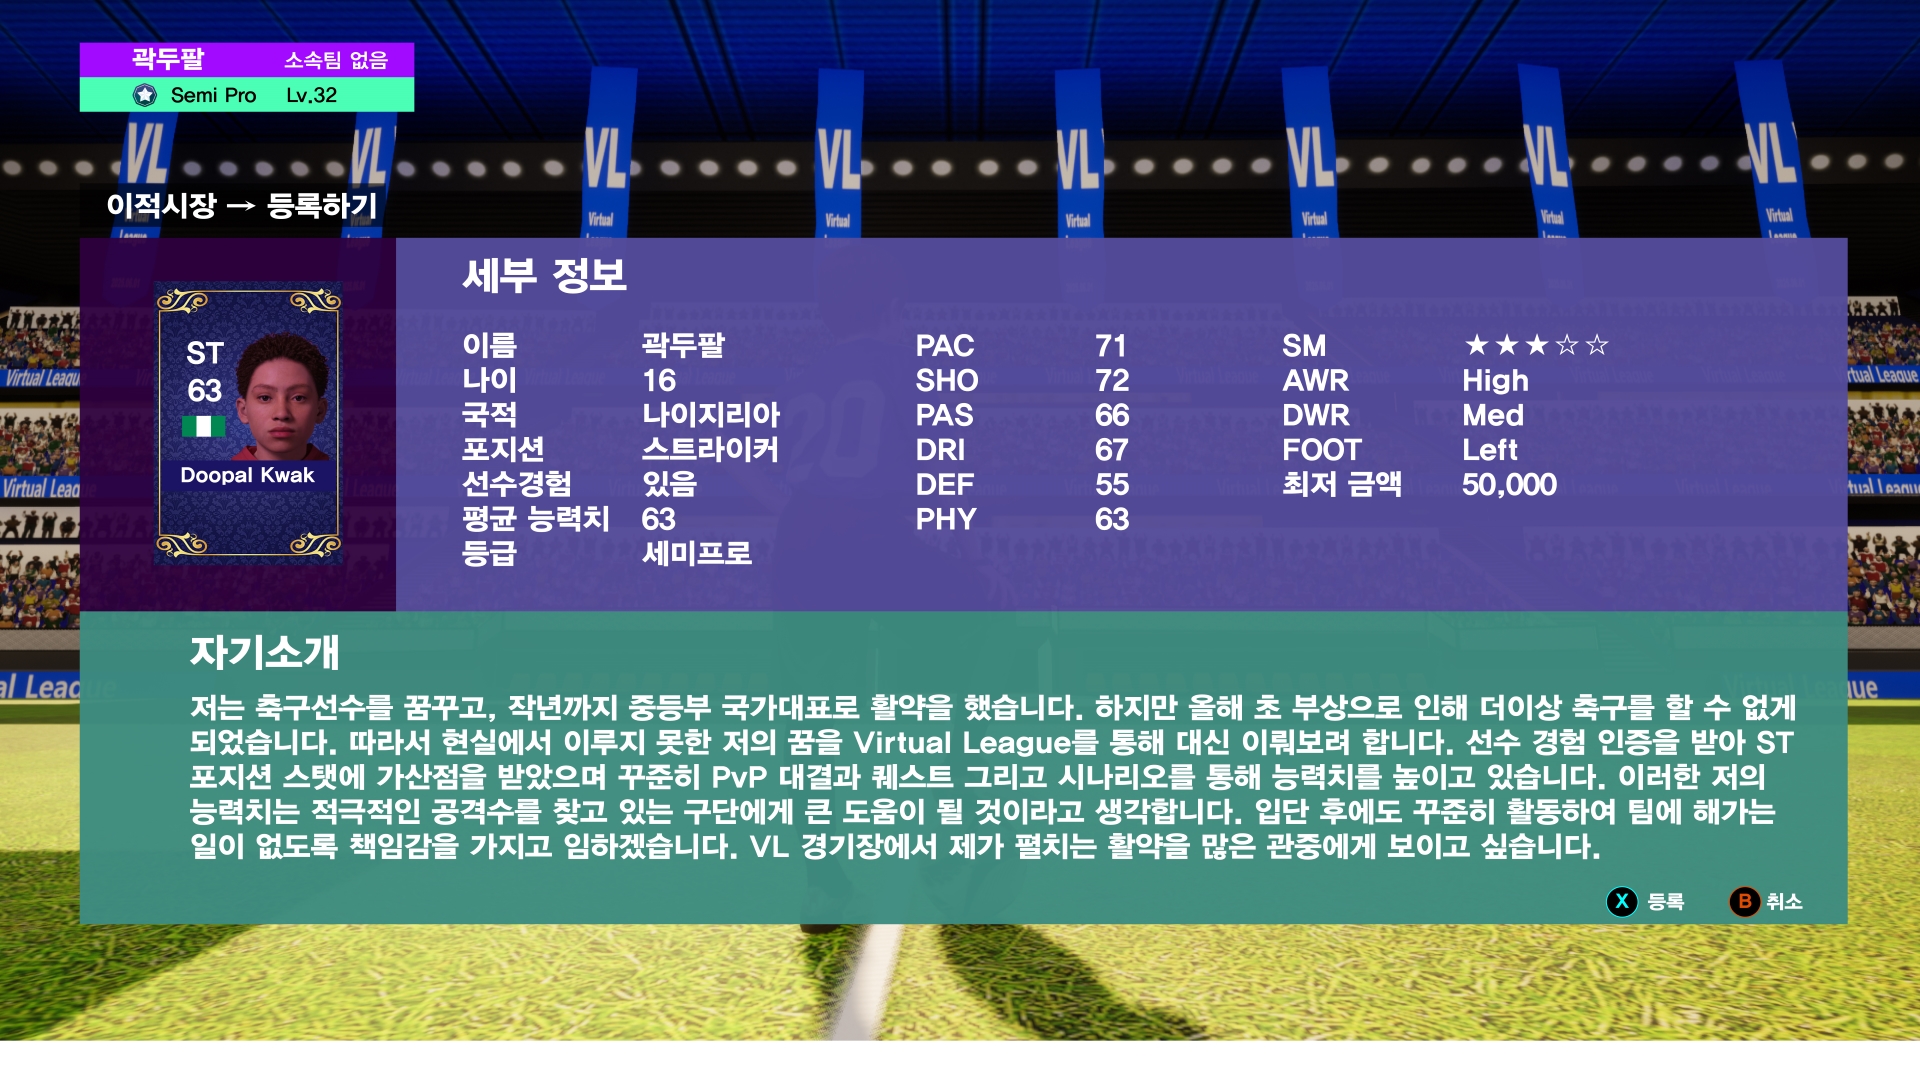 곽두팔 소속팀 없음
Semi Pro Lv.32
VL VL VL VL VL VL VL VL
Virtual Virtual Virtual Virtual Virtual Virtual
이적시장 → 등록하기
세부 정보
ST
63
Doopal Kwak
이름 곽두팔 PAC 71 SM ★★★☆☆
나이 16 SHO 72 AWR High
국적 나이지리아 PAS 66 DWR Med
포지션 스트라이커 DRI 67 FOOT Left
선수경험 있음 DEF 55 최저 금액 50,000
평균 능력치 63 PHY 63
등급 세미프로
자기소개
저는 축구선수를 꿈꾸고, 작년까지 중등부 국가대표로 활약을 했습니다. 하지만 올해 초 부상으로 인해 더이상 축구를 할 수 없게
되었습니다. 따라서 현실에서 이루지 못한 저의 꿈을 Virtual League를 통해 대신 이뤄보려 합니다. 선수 경험 인증을 받아 ST
포지션 스탯에 가산점을 받았으며 꾸준히 PvP 대결과 퀘스트 그리고 시나리오를 통해 능력치를 높이고 있습니다. 이러한 저의
능력치는 적극적인 공격수를 찾고 있는 구단에게 큰 도움이 될 것이라고 생각합니다. 입단 후에도 꾸준히 활동하여 팀에 해가는
일이 없도록 책임감을 가지고 임하겠습니다. VL 경기장에서 제가 펼치는 활약을 많은 관중에게 보이고 싶습니다.
X 등록 B 취소